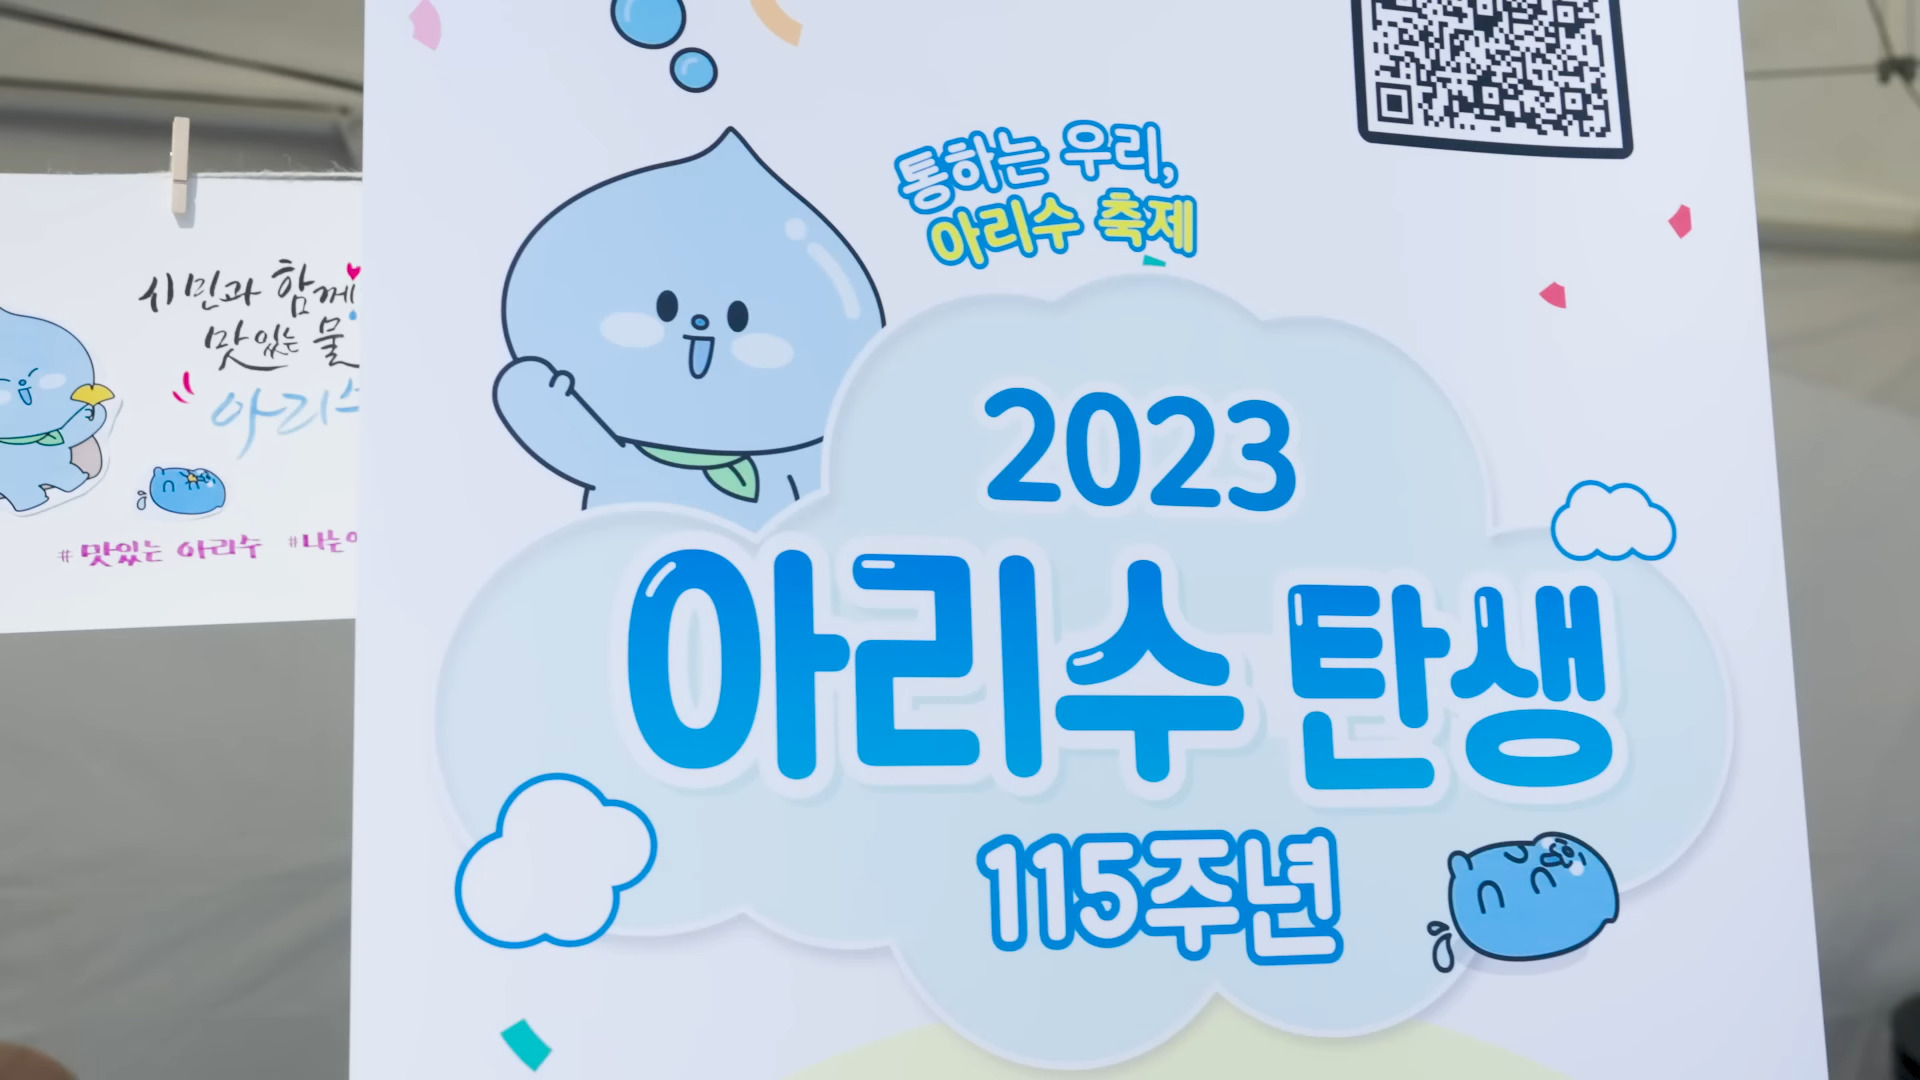 통하는 우리,
아리수 축제
2023
아리수 탄생
115주년
시민과 함께
맛있는 물
아리수
#맛있는 아리수 #나는